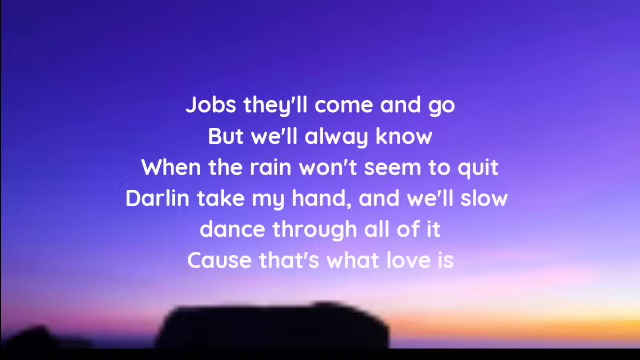 Jobs they'll come and go
But we'll alway know
When the rain won't seem to quit
Darlin take my hand, and we'll slow
dance through all of it
Cause that's what love is